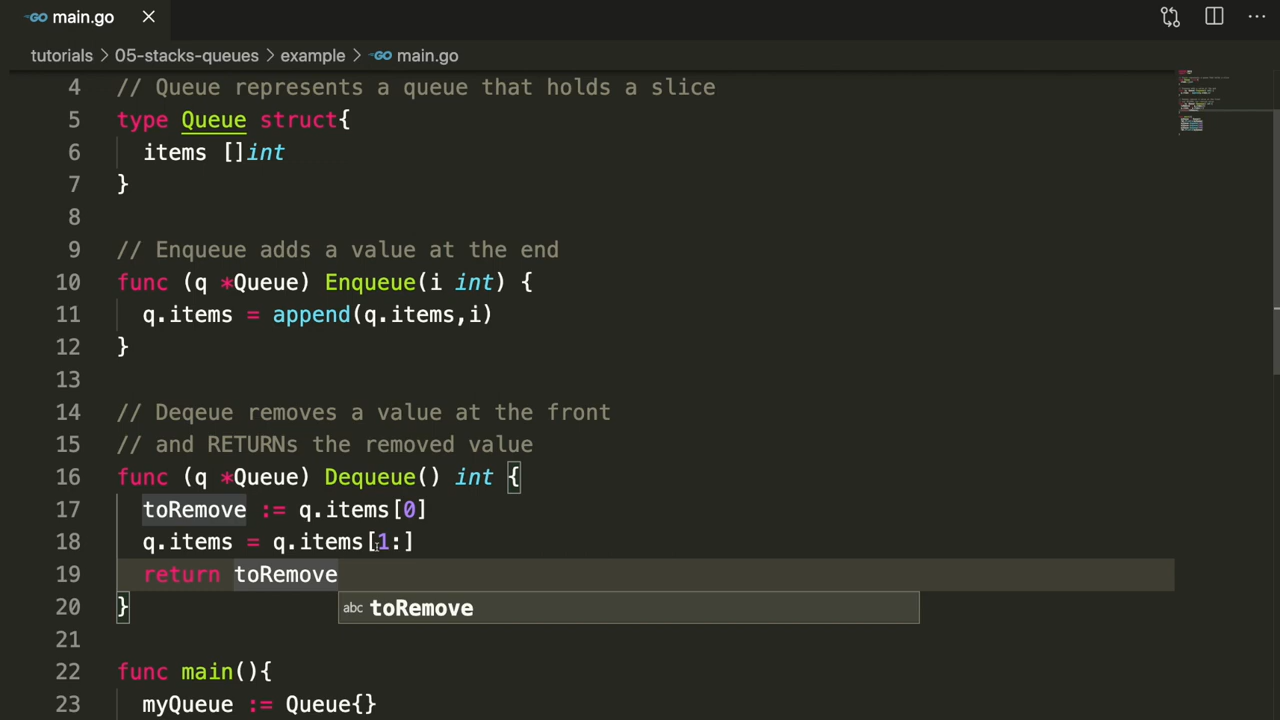 GO main.go
tutorials > 05-stacks-queues > example > GO main.go
4 // Queue represents a queue that holds a slice
5 type Queue struct{
6 items []int
7 }
8
9 // Enqueue adds a value at the end
10 func (q *Queue) Enqueue(i int) {
11 q.items = append(q.items,i)
12 }
13
14 // Deqeue removes a value at the front
15 // and RETURNs the removed value
16 func (q *Queue) Dequeue() int {
17 toRemove := q.items[0]
18 q.items = q.items[1:]
19 return toRemove
20 }
abc toRemove
21
22 func main(){
23 myQueue := Queue{}